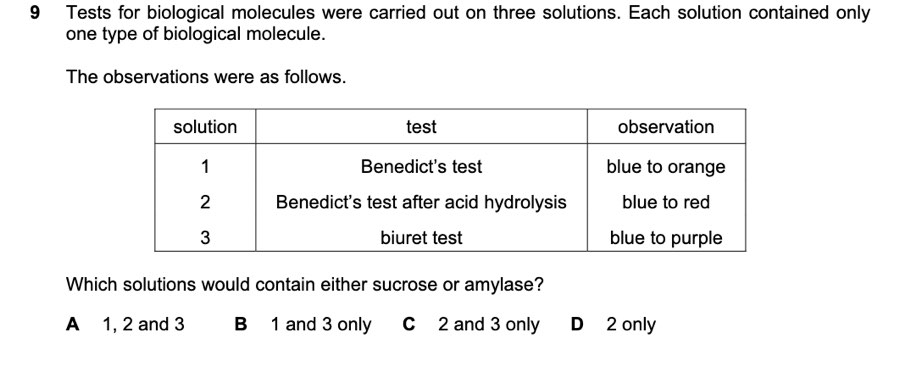 9 Tests for biological molecules were carried out on three solutions. Each solution contained only
one type of biological molecule.
The observations were as follows.
solution test observation
1 Benedict's test blue to orange
2 Benedict's test after acid hydrolysis blue to red
3 biuret test blue to purple
Which solutions would contain either sucrose or amylase?
A 1, 2 and 3 B 1 and 3 only C 2 and 3 only D 2 only